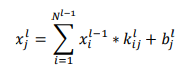 $x_j^l = \sum_{i=1}^{N^{l-1}} x_i^{l-1} * k_{ij}^l + b_j^l$